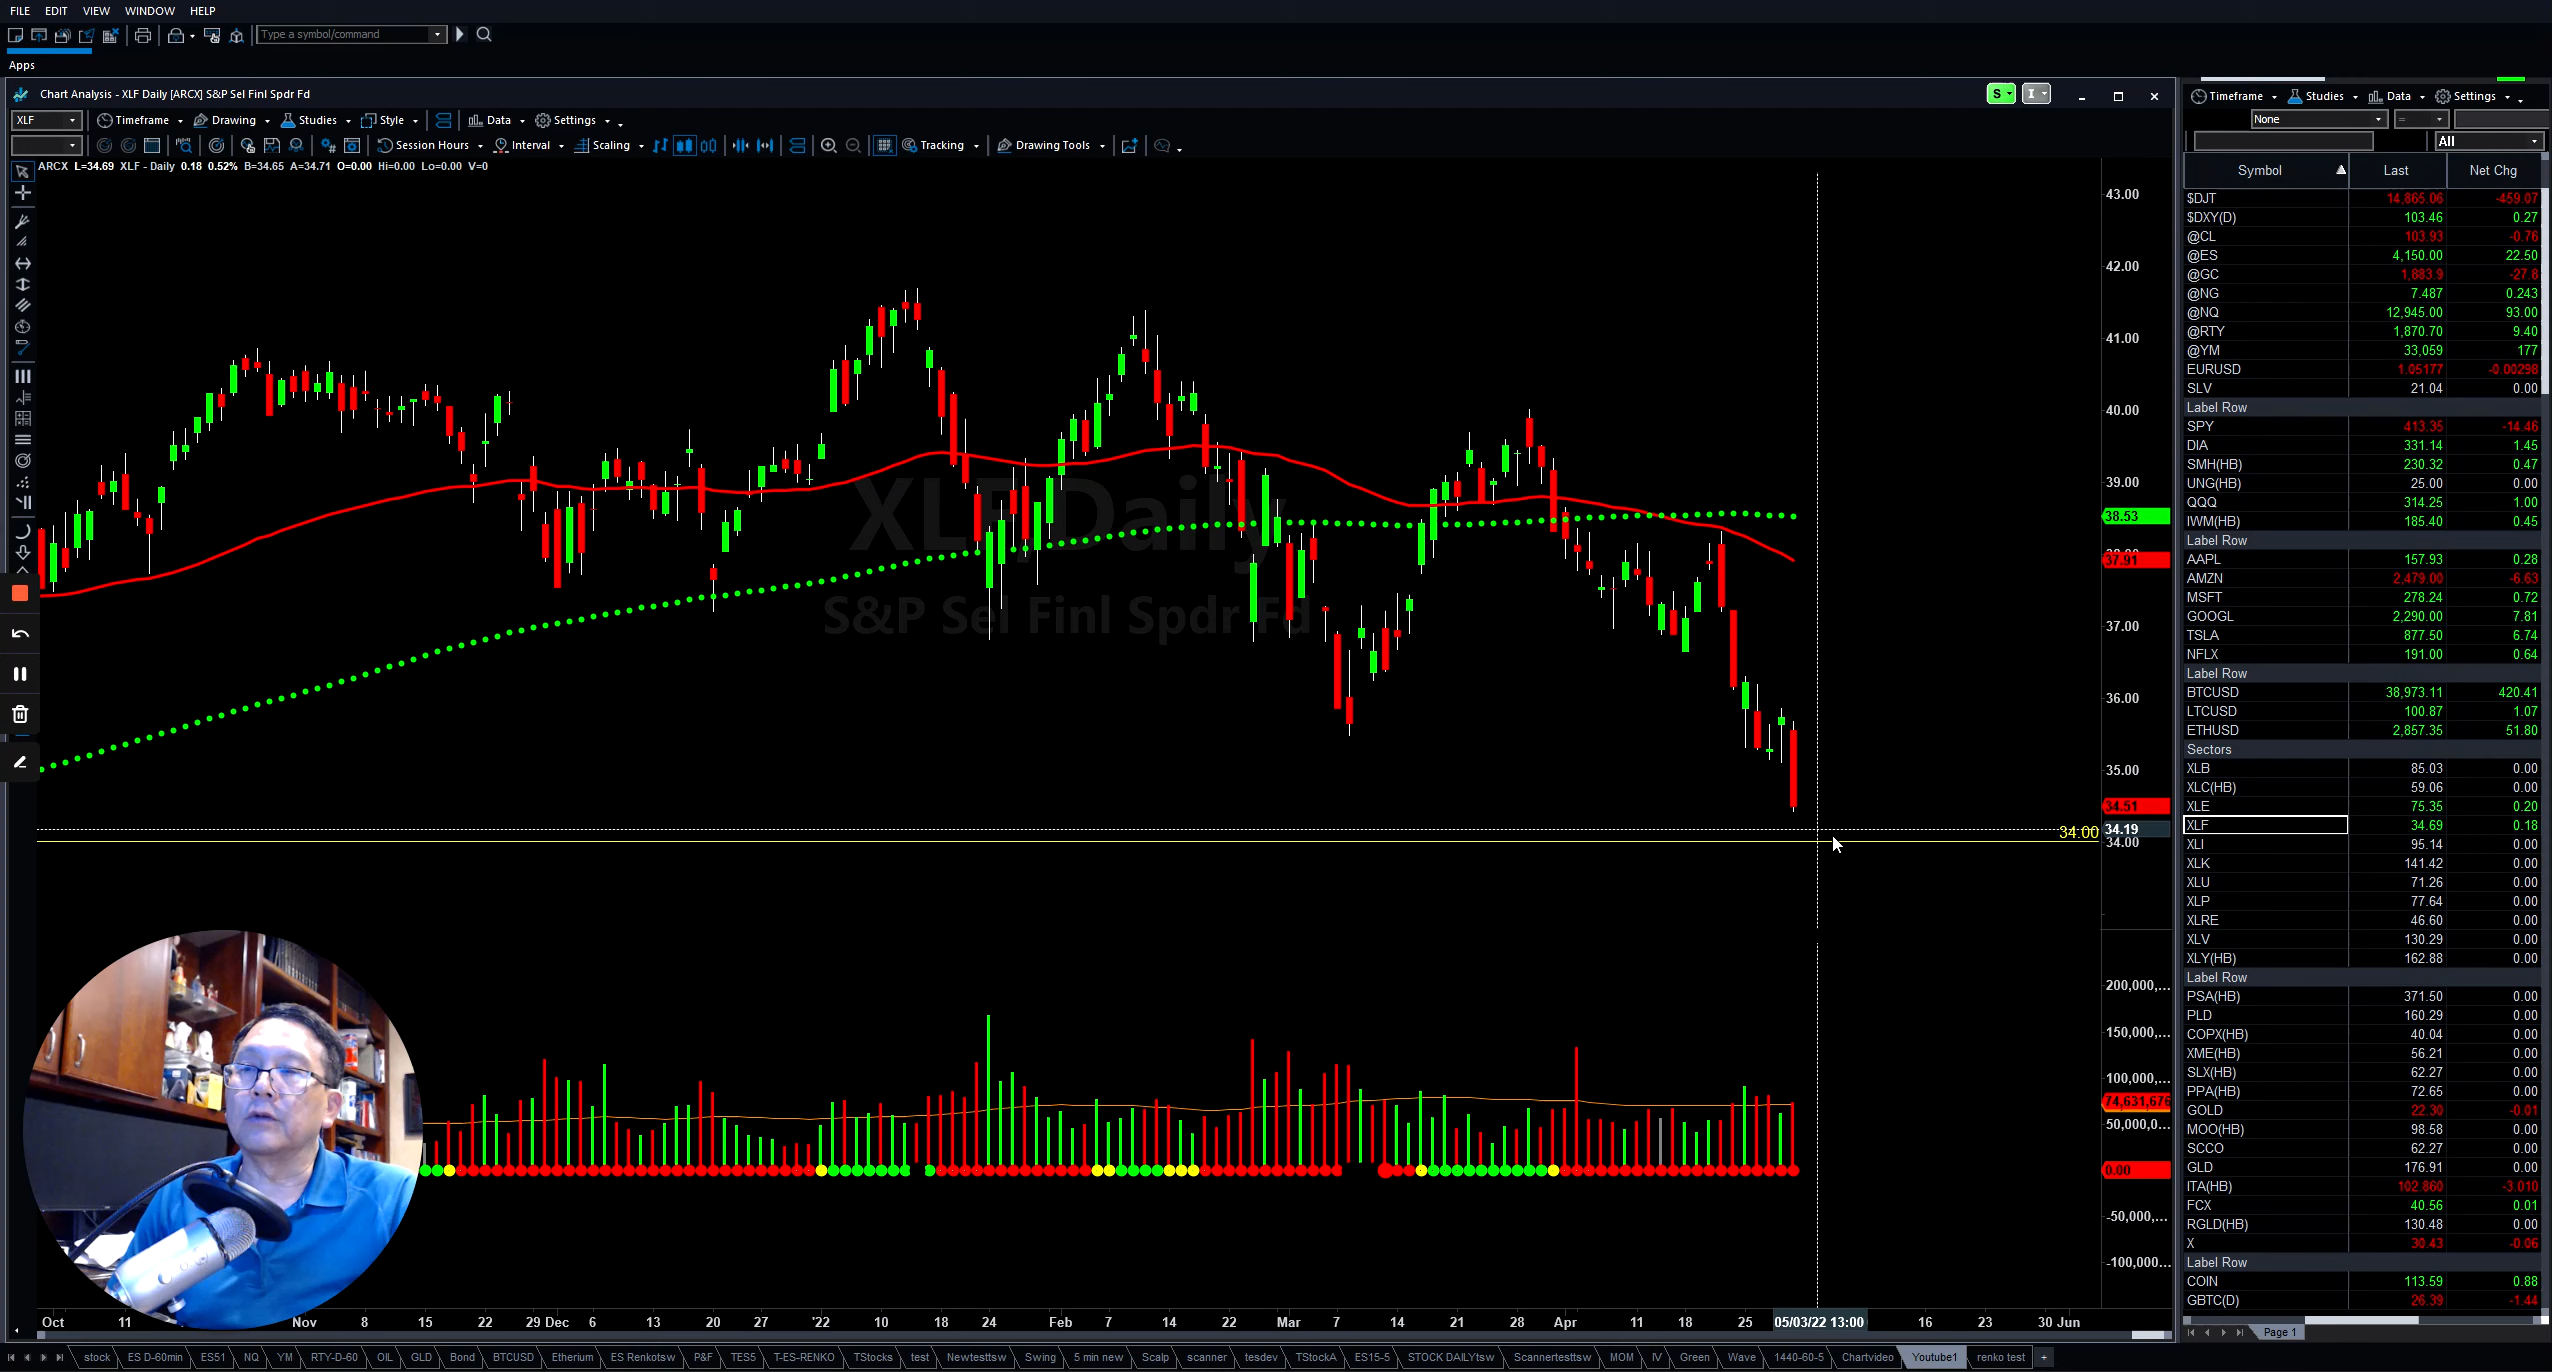 FILE EDIT VIEW WINDOW HELP
Type a symbol/command
Apps
Chart Analysis - XLF Daily [ARCX] S&P Sel Finl Spdr Fd
S I
XLF Timeframe Drawing Studies Style Data Settings
Session Hours Interval Scaling Tracking Drawing Tools
ARCX L=34.69 XLF - Daily 0.18 0.52% B=34.65 A=34.71 O=0.00 Hi=0.00 Lo=0.00 V=0
XLF,Daily
S&P Sel Finl Spdr Fd
43.00
42.00
41.00
40.00
39.00
38.53
37.91
37.00
36.00
35.00
34.51
34.00 34.19
34.00
200,000,...
150,000,...
100,000,...
74,631,676
50,000,0...
0.00
-50,000,...
-100,000,...
Oct 11 Nov 8 15 22 29 Dec 6 13 20 27 '22 10 18 24 Feb 7 14 22 Mar 7 14 21 28 Apr 11 18 25 05/03/22 13:00 16 23 30 Jun
stock ES D-60min ES51 NQ YM RTY-D-60 OIL GLD Bond BTCUSD Etherium ES Renkotsw P&F TES5 T-ES-RENKO TStocks test Newtesttsw Swing 5 min new Scalp scanner tesdev TStockA ES15-5 STOCK DAILYtsw Scannertesttsw MOM IV Green Wave 1440-60-5 Chartvideo Youtube1 renko test +
Timeframe Studies Data Settings
None =
All
Symbol Last Net Chg
$DJT 14,865.06 -459.07
$DXY(D) 103.46 0.27
@CL 103.93 -0.76
@ES 4,150.00 22.50
@GC 1,883.9 -27.8
@NG 7.487 0.243
@NQ 12,945.00 93.00
@RTY 1,870.70 9.40
@YM 33,059 177
EURUSD 1.05177 -0.00298
SLV 21.04 0.00
Label Row
SPY 413.35 -14.46
DIA 331.14 1.45
SMH(HB) 230.32 0.47
UNG(HB) 25.00 0.00
QQQ 314.25 1.00
IWM(HB) 185.40 0.45
Label Row
AAPL 157.93 0.28
AMZN 2,479.00 -6.63
MSFT 278.24 0.72
GOOGL 2,290.00 7.81
TSLA 877.50 6.74
NFLX 191.00 0.64
Label Row
BTCUSD 38,973.11 420.41
LTCUSD 100.87 1.07
ETHUSD 2,857.35 51.80
Sectors
XLB 85.03 0.00
XLC(HB) 59.06 0.00
XLE 75.35 0.20
XLF 34.69 0.18
XLI 95.14 0.00
XLK 141.42 0.00
XLU 71.26 0.00
XLP 77.64 0.00
XLRE 46.60 0.00
XLV 130.29 0.00
XLY(HB) 162.88 0.00
Label Row
PSA(HB) 371.50 0.00
PLD 160.29 0.00
COPX(HB) 40.04 0.00
XME(HB) 56.21 0.00
SLX(HB) 62.27 0.00
PPA(HB) 72.65 0.00
GOLD 22.30 -0.01
MOO(HB) 98.58 0.00
SCCO 62.27 0.00
GLD 176.91 0.00
ITA(HB) 102.860 -3.010
FCX 40.56 0.01
RGLD(HB) 130.48 0.00
X 30.43 -0.06
Label Row
COIN 113.59 0.88
GBTC(D) 26.39 -1.44
Page 1